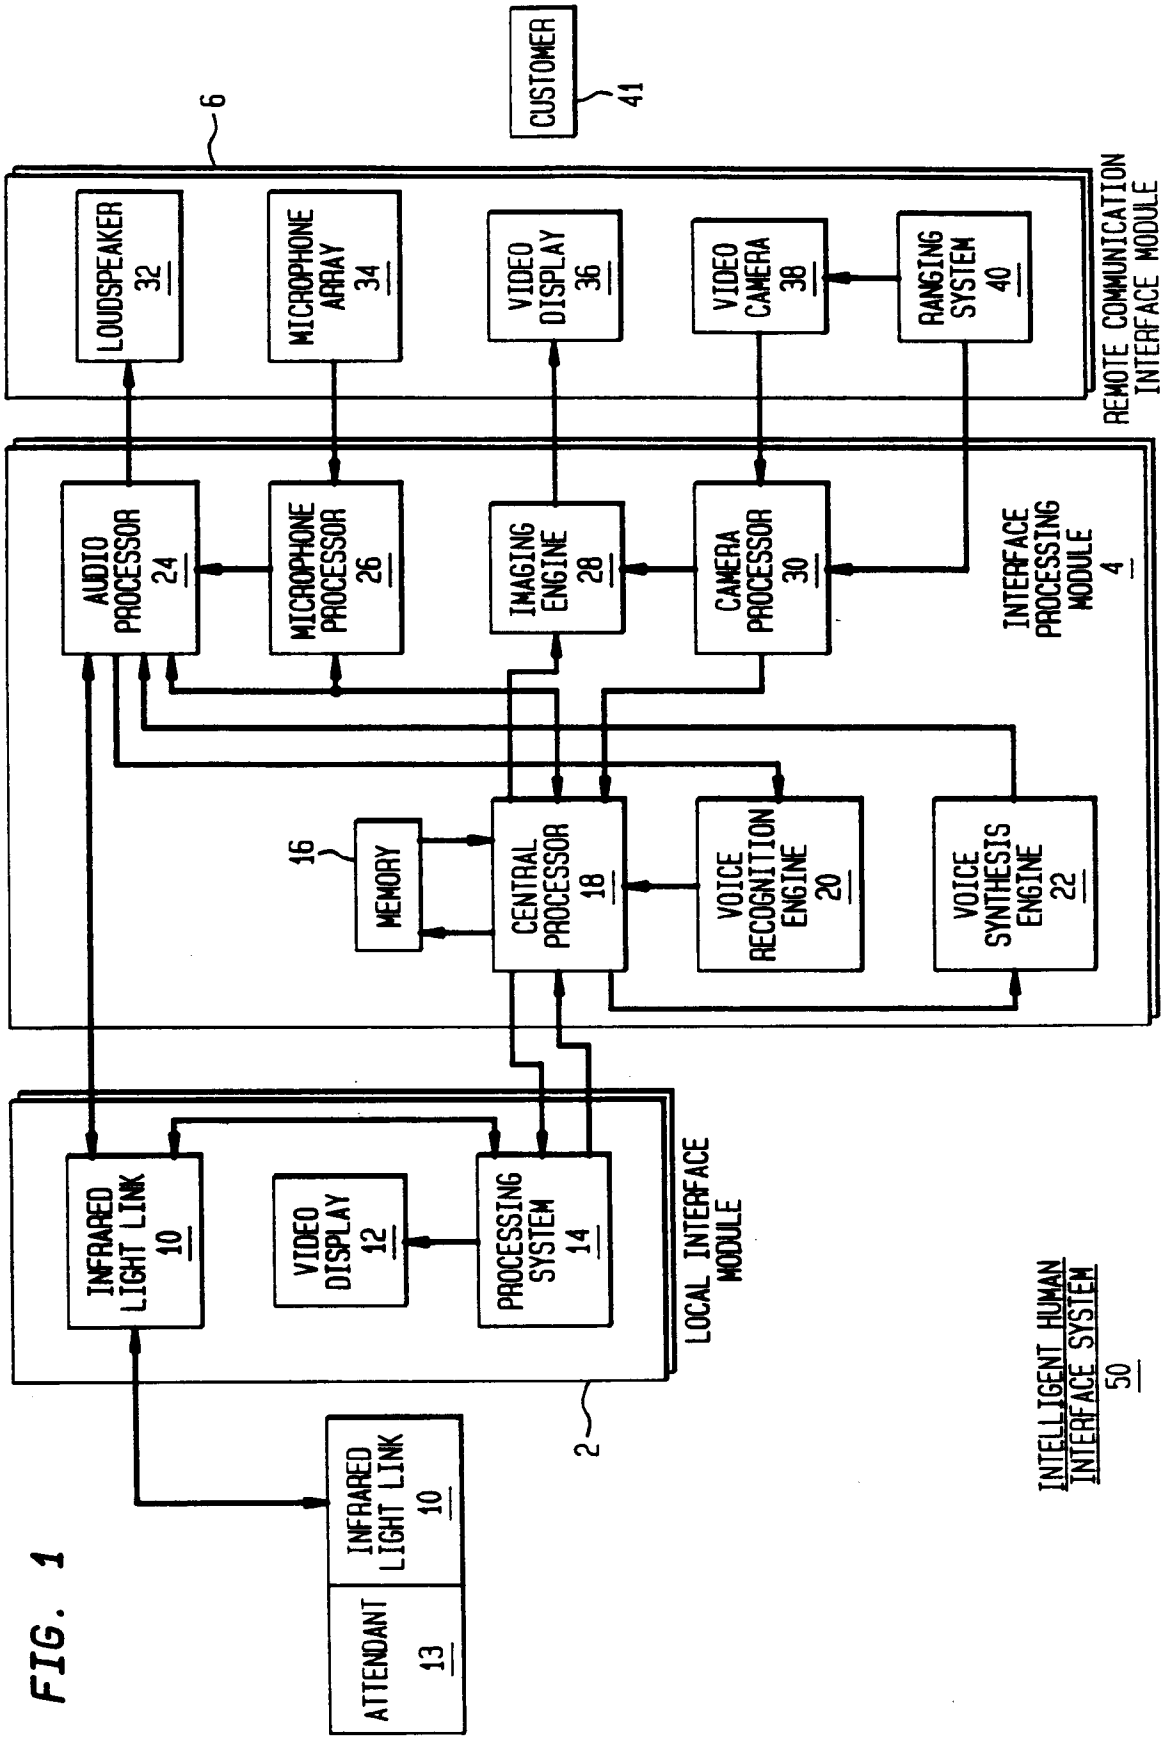 FIG. 1
ATTENDANT
13
INFRARED
LIGHT LINK
10
2
INFRARED
LIGHT LINK
10
VIDEO
DISPLAY
12
PROCESSING
SYSTEM
14
LOCAL INTERFACE
MODULE
16
MEMORY
CENTRAL
PROCESSOR
18
VOICE
RECOGNITION
ENGINE
20
VOICE
SYNTHESIS
ENGINE
22
AUDIO
PROCESSOR
24
MICROPHONE
PROCESSOR
26
IMAGING
ENGINE
28
CAMERA
PROCESSOR
30
INTERFACE
PROCESSING
MODULE
4
LOUDSPEAKER
32
MICROPHONE
ARRAY
34
VIDEO
DISPLAY
36
VIDEO
CAMERA
38
RANGING
SYSTEM
40
6
REMOTE COMMUNICATION
INTERFACE MODULE
CUSTOMER
41
INTELLIGENT HUMAN
INTERFACE SYSTEM
50